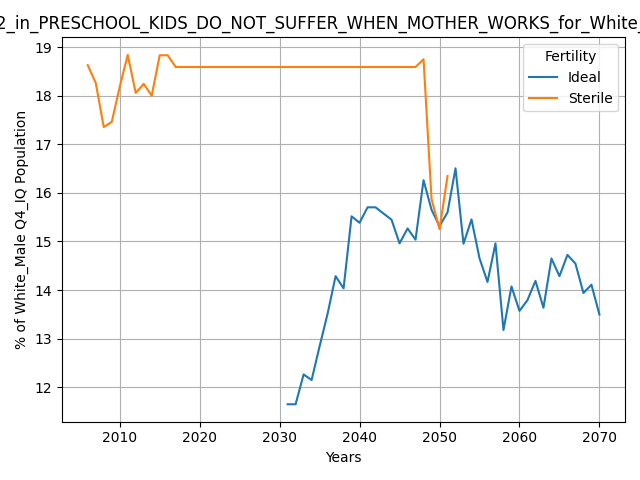 2_in_PRESCHOOL_KIDS_DO_NOT_SUFFER_WHEN_MOTHER_WORKS_for_White_
Fertility
Ideal
Sterile
19
18
17
16
15
14
13
12
% of White_Male Q4_IQ Population
2010 2020 2030 2040 2050 2060 2070
Years